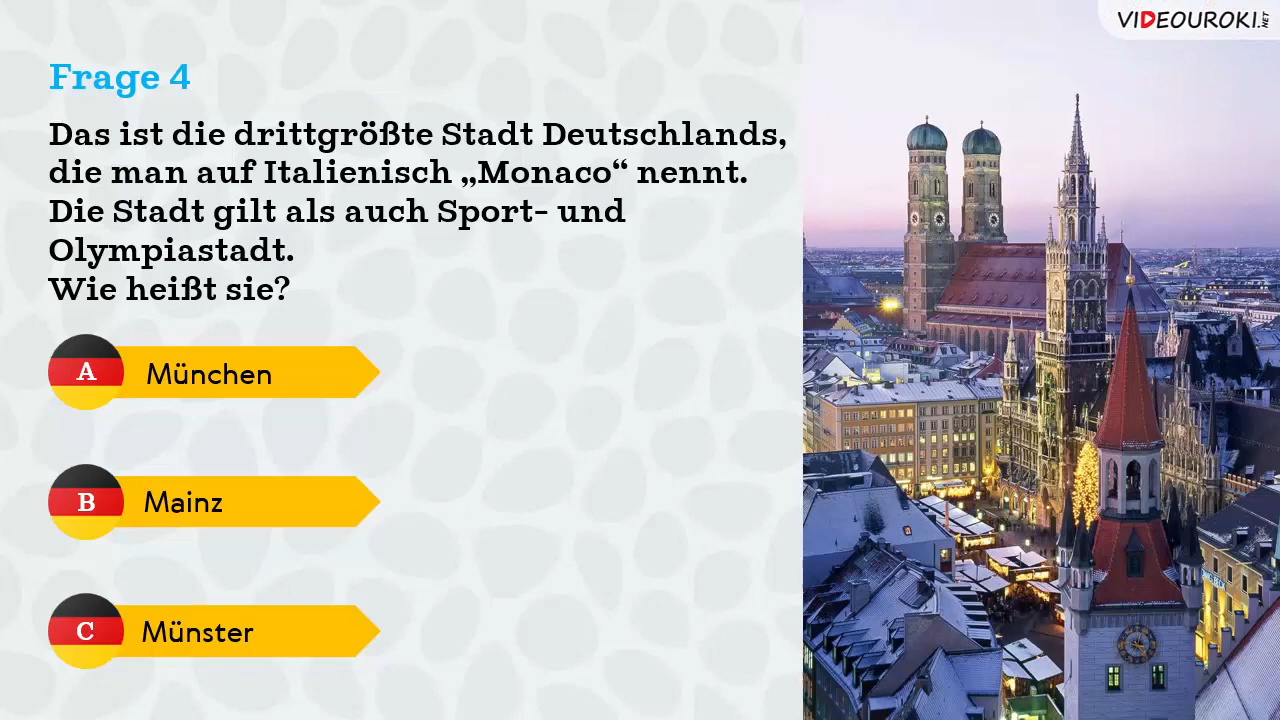 VIDEOUROKI.NET
Frage 4
Das ist die drittgrößte Stadt Deutschlands,
die man auf Italienisch „Monaco“ nennt.
Die Stadt gilt als auch Sport- und
Olympiastadt.
Wie heißt sie?
A München
B Mainz
C Münster